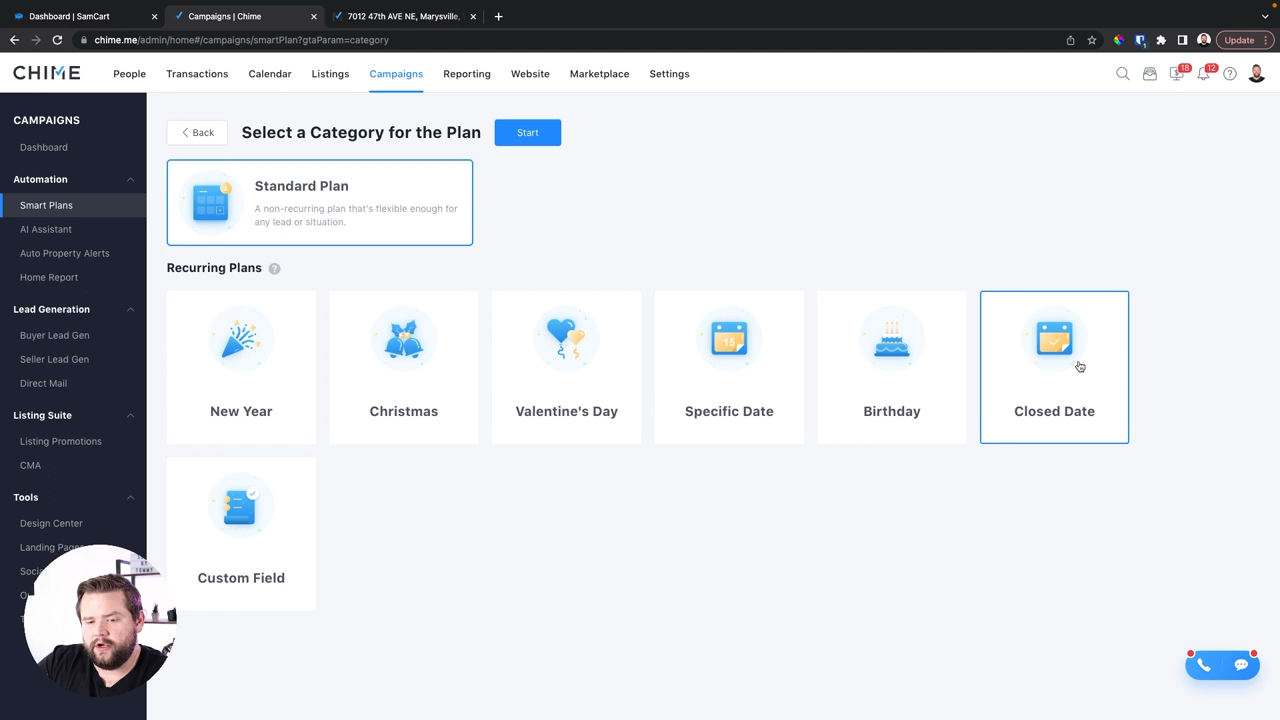 Dashboard | SamCart
Campaigns | Chime
7012 47th AVE NE, Marysville,
chime.me/admin/home#/campaigns/smartPlan?gtaParam=category
Update
CHIME
People
Transactions
Calendar
Listings
Campaigns
Reporting
Website
Marketplace
Settings
18
12
CAMPAIGNS
Dashboard
Automation
Smart Plans
AI Assistant
Auto Property Alerts
Home Report
Lead Generation
Buyer Lead Gen
Seller Lead Gen
Direct Mail
Listing Suite
Listing Promotions
CMA
Tools
Design Center
Landing Pages
Back
Select a Category for the Plan
Start
Standard Plan
A non-recurring plan that's flexible enough for
any lead or situation.
Recurring Plans
New Year
Christmas
Valentine's Day
15
Specific Date
Birthday
Closed Date
Custom Field